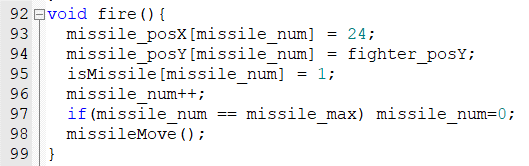 92 void fire(){
93 missile_posX[missile_num] = 24;
94 missile_posY[missile_num] = fighter_posY;
95 isMissile[missile_num] = 1;
96 missile_num++;
97 if(missile_num == missile_max) missile_num=0;
98 missileMove();
99 }